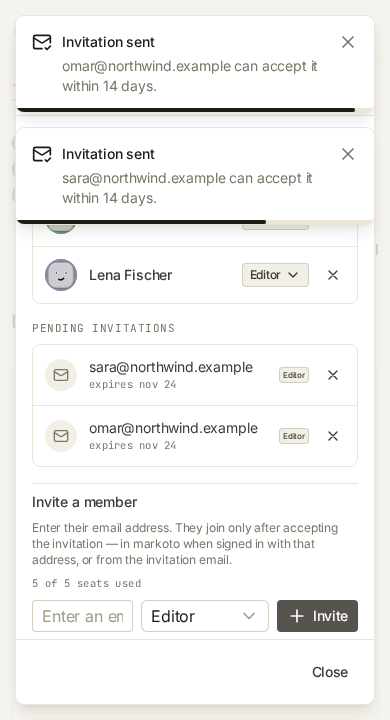 Invitation sent
omar@northwind.example can accept it
within 14 days.
Invitation sent
sara@northwind.example can accept it
within 14 days.
Lena Fischer
Editor
PENDING INVITATIONS
sara@northwind.example
expires nov 24
Editor
omar@northwind.example
expires nov 24
Editor
Invite a member
Enter their email address. They join only after accepting
the invitation — in markoto when signed in with that
address, or from the invitation email.
5 of 5 seats used
Enter an en
Editor
Invite
Close